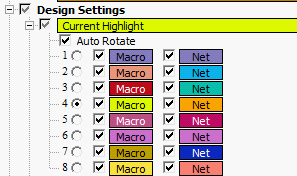 Design Settings
Current Highlight
Auto Rotate
1 Macro Net
2 Macro Net
3 Macro Net
4 Macro Net
5 Macro Net
6 Macro Net
7 Macro Net
8 Macro Net